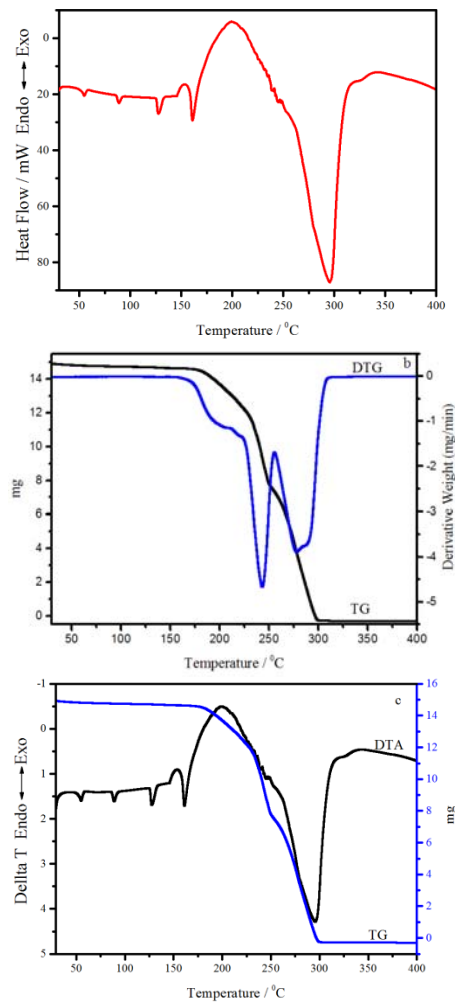 0
20
40
60
80
Heat Flow / mW Endo ⟷ Exo
50 100 150 200 250 300 350 400
Temperature / ⁰C
b
DTG
TG
14
12
10
8
6
4
2
0
mg
0
-1
-2
-3
-4
-5
Derivative Weight (mg/min)
50 100 150 200 250 300 350 400
Temperature / ⁰C
c
DTA
TG
-1
0
1
2
3
4
5
Dellta T Endo ⟷ Exo
16
14
12
10
8
6
4
2
0
mg
50 100 150 200 250 300 350 400
Temperature / ⁰C